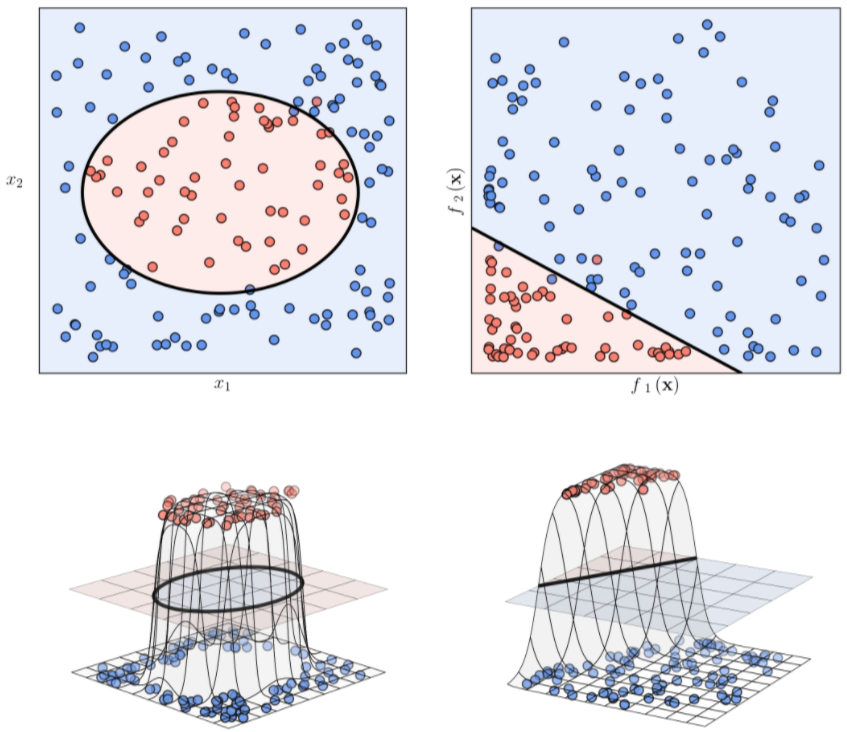 x₂
x₁
f₂(𝐱)
f₁(𝐱)